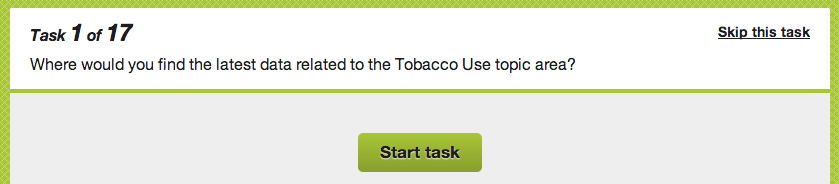 Task 1 of 17
Skip this task
Where would you find the latest data related to the Tobacco Use topic area?
Start task